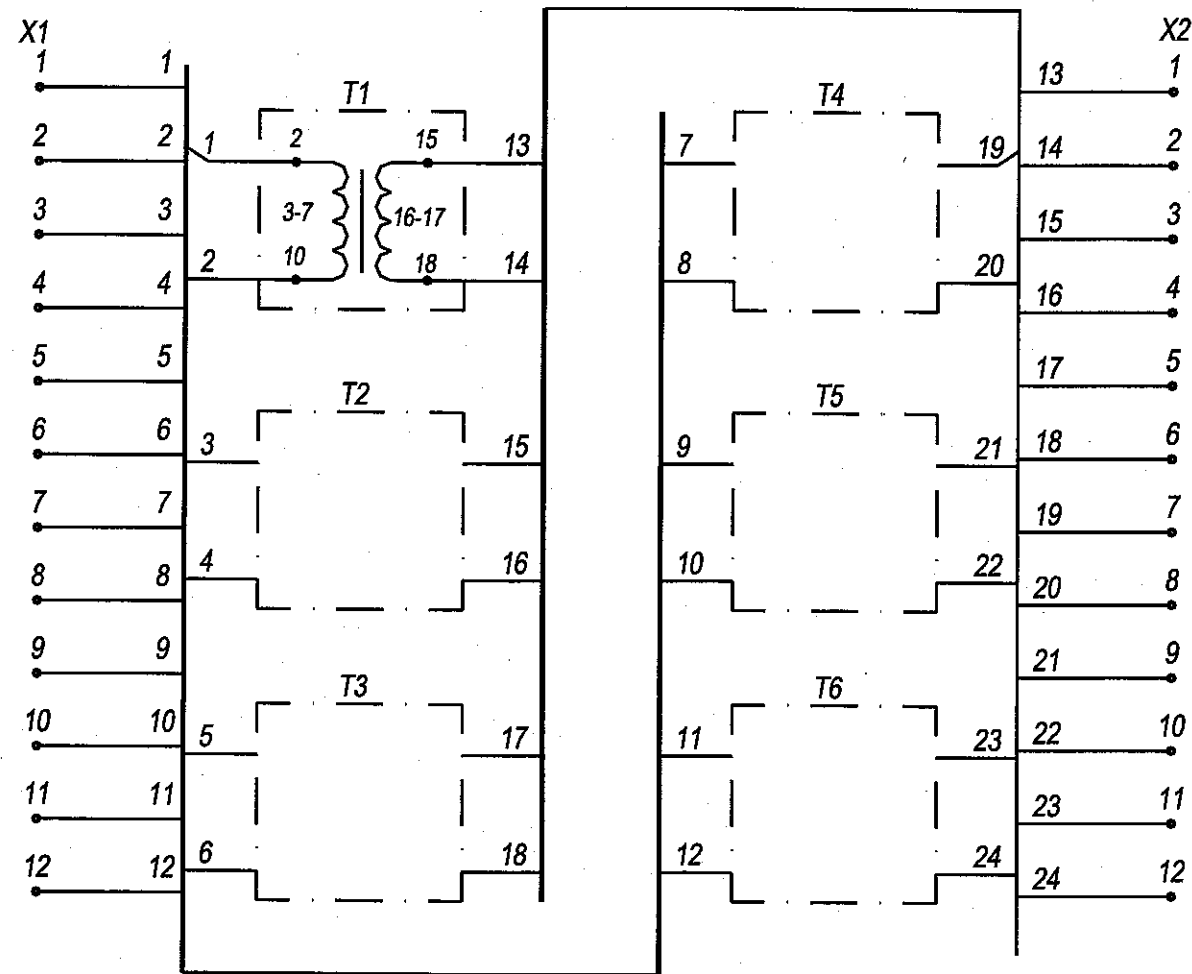 X1 X2
1 1 13 1
T1 T4
2 2 1 2 15 13 7 19 14 2
3 3 3-7 16-17 15 3
2 10 18 14 8 20
4 4 16 4
5 5 17 5
T2 T5
6 6 3 15 9 21 18 6
7 7 19 7
8 8 4 16 10 22 20 8
9 9 21 9
T3 T6
10 10 5 17 11 23 22 10
11 11 23 11
12 12 6 18 12 24 24 12